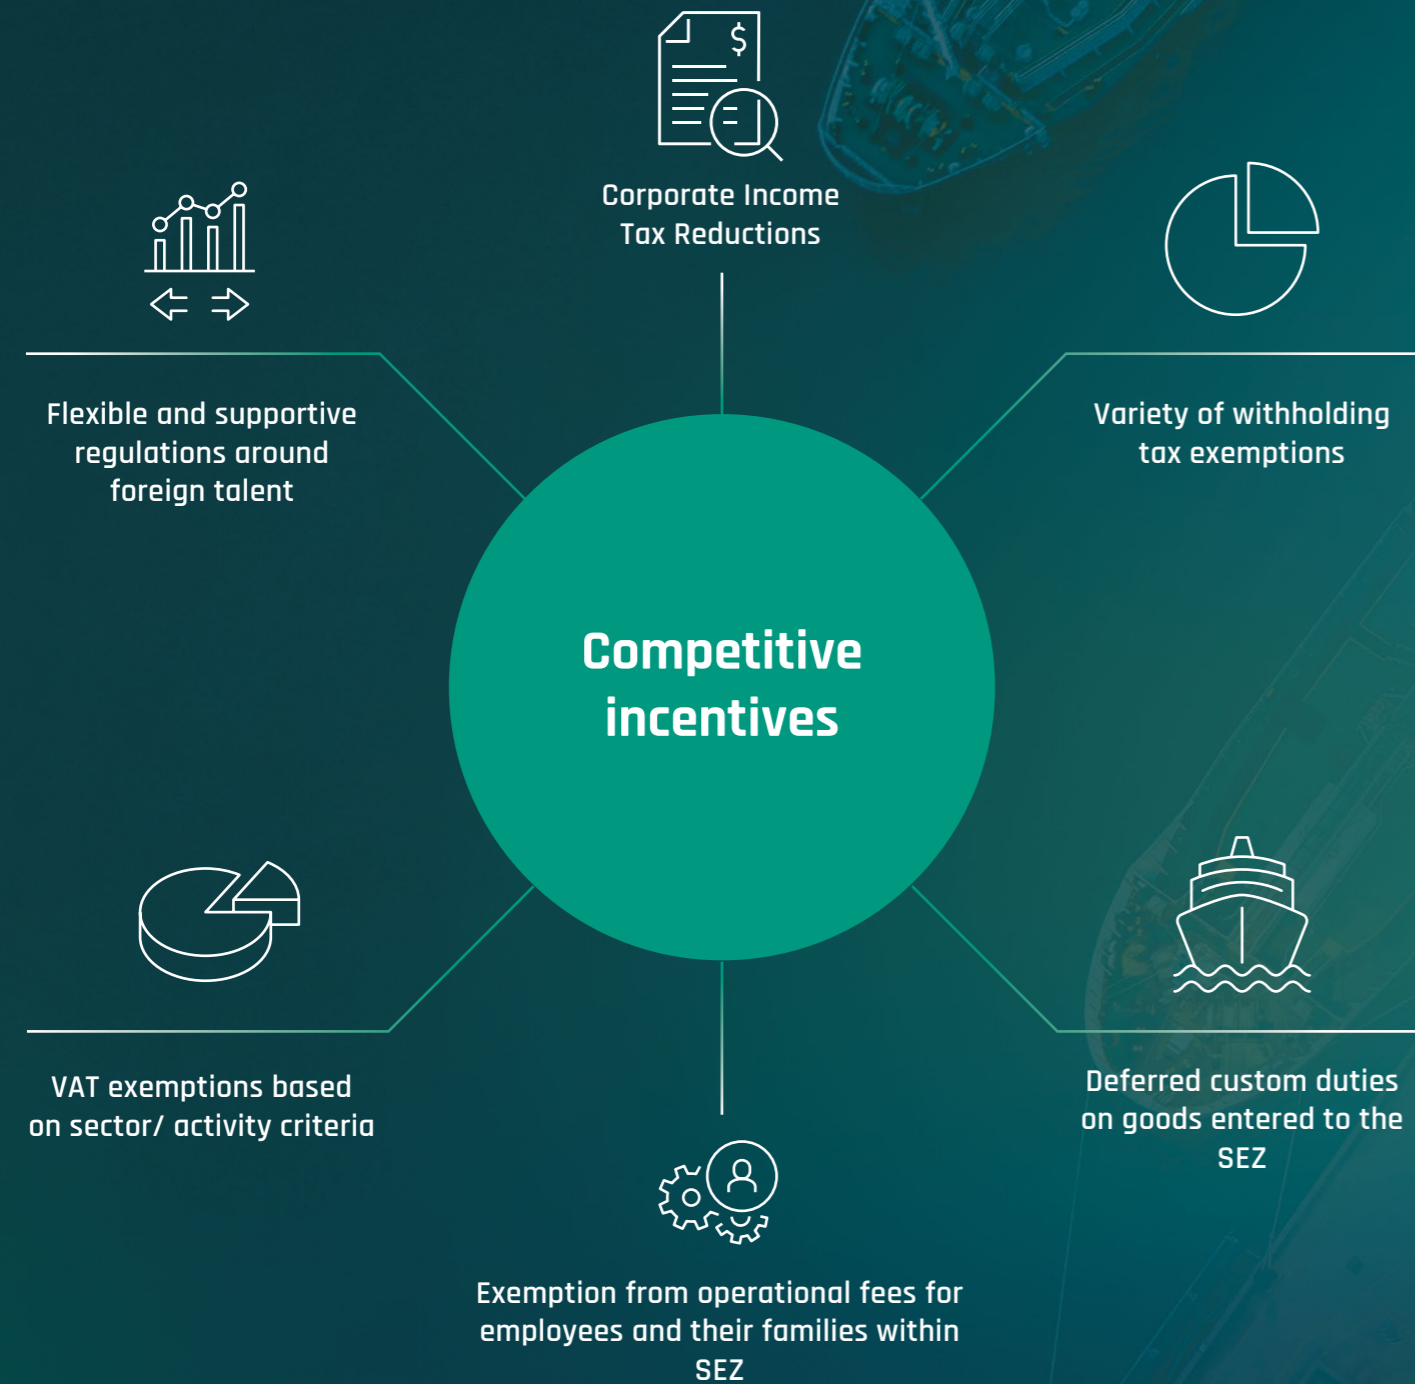 $
Corporate Income
Tax Reductions
Flexible and supportive
regulations around
foreign talent
Variety of withholding
tax exemptions
Competitive
incentives
VAT exemptions based
on sector/ activity criteria
Deferred custom duties
on goods entered to the
SEZ
Exemption from operational fees for
employees and their families within
SEZ